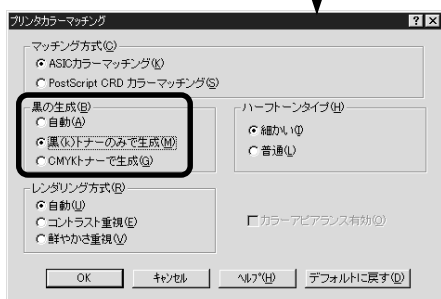 プリンタカラーマッチング
マッチング方式(C)
ASICカラーマッチング(K)
PostScript CRD カラーマッチング(S)
黒の生成(B)
自動(A)
黒(k)トナーのみで生成(M)
CMYKトナーで生成(G)
ハーフトーンタイプ(H)
細かい(I)
普通(L)
レンダリング方式(R)
自動(U)
コントラスト重視(E)
鮮やかさ重視(V)
カラーアピアランス有効(O)
OK
キャンセル
ヘルプ(H)
デフォルトに戻す(D)